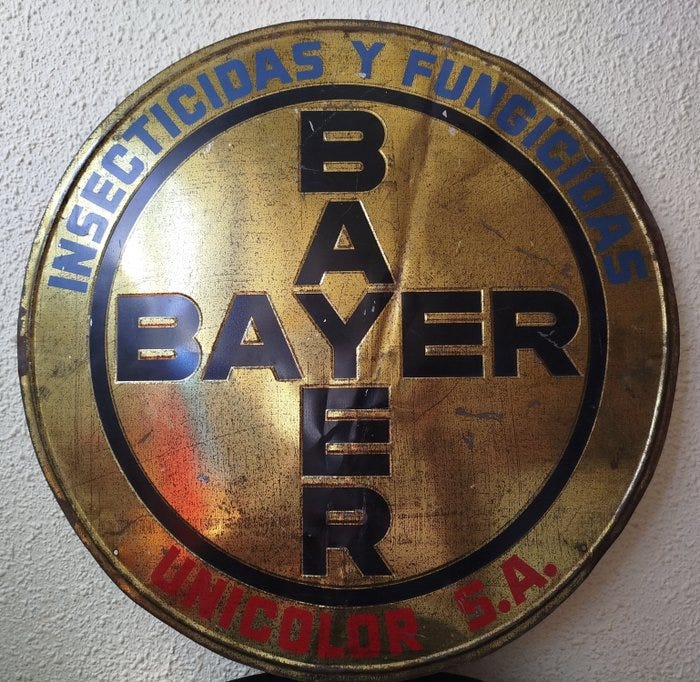 INSECTICIDAS Y FUNGICIDAS
BAYER
BAYER
UNICOLOR S.A.